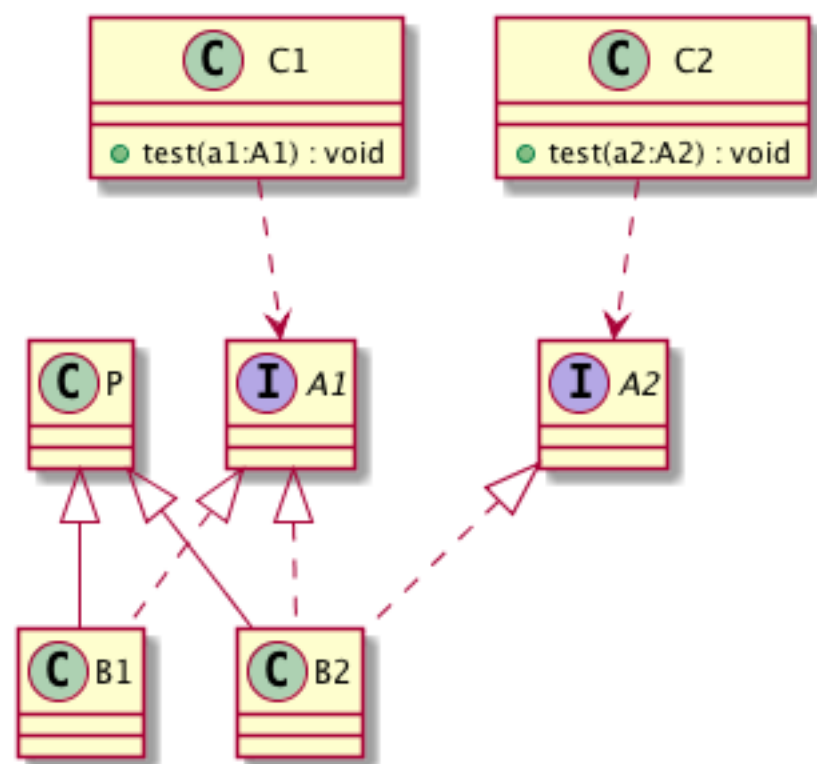 C C1
C C2
test(a1:A1) : void
test(a2:A2) : void
C P
I A1
I A2
C B1
C B2